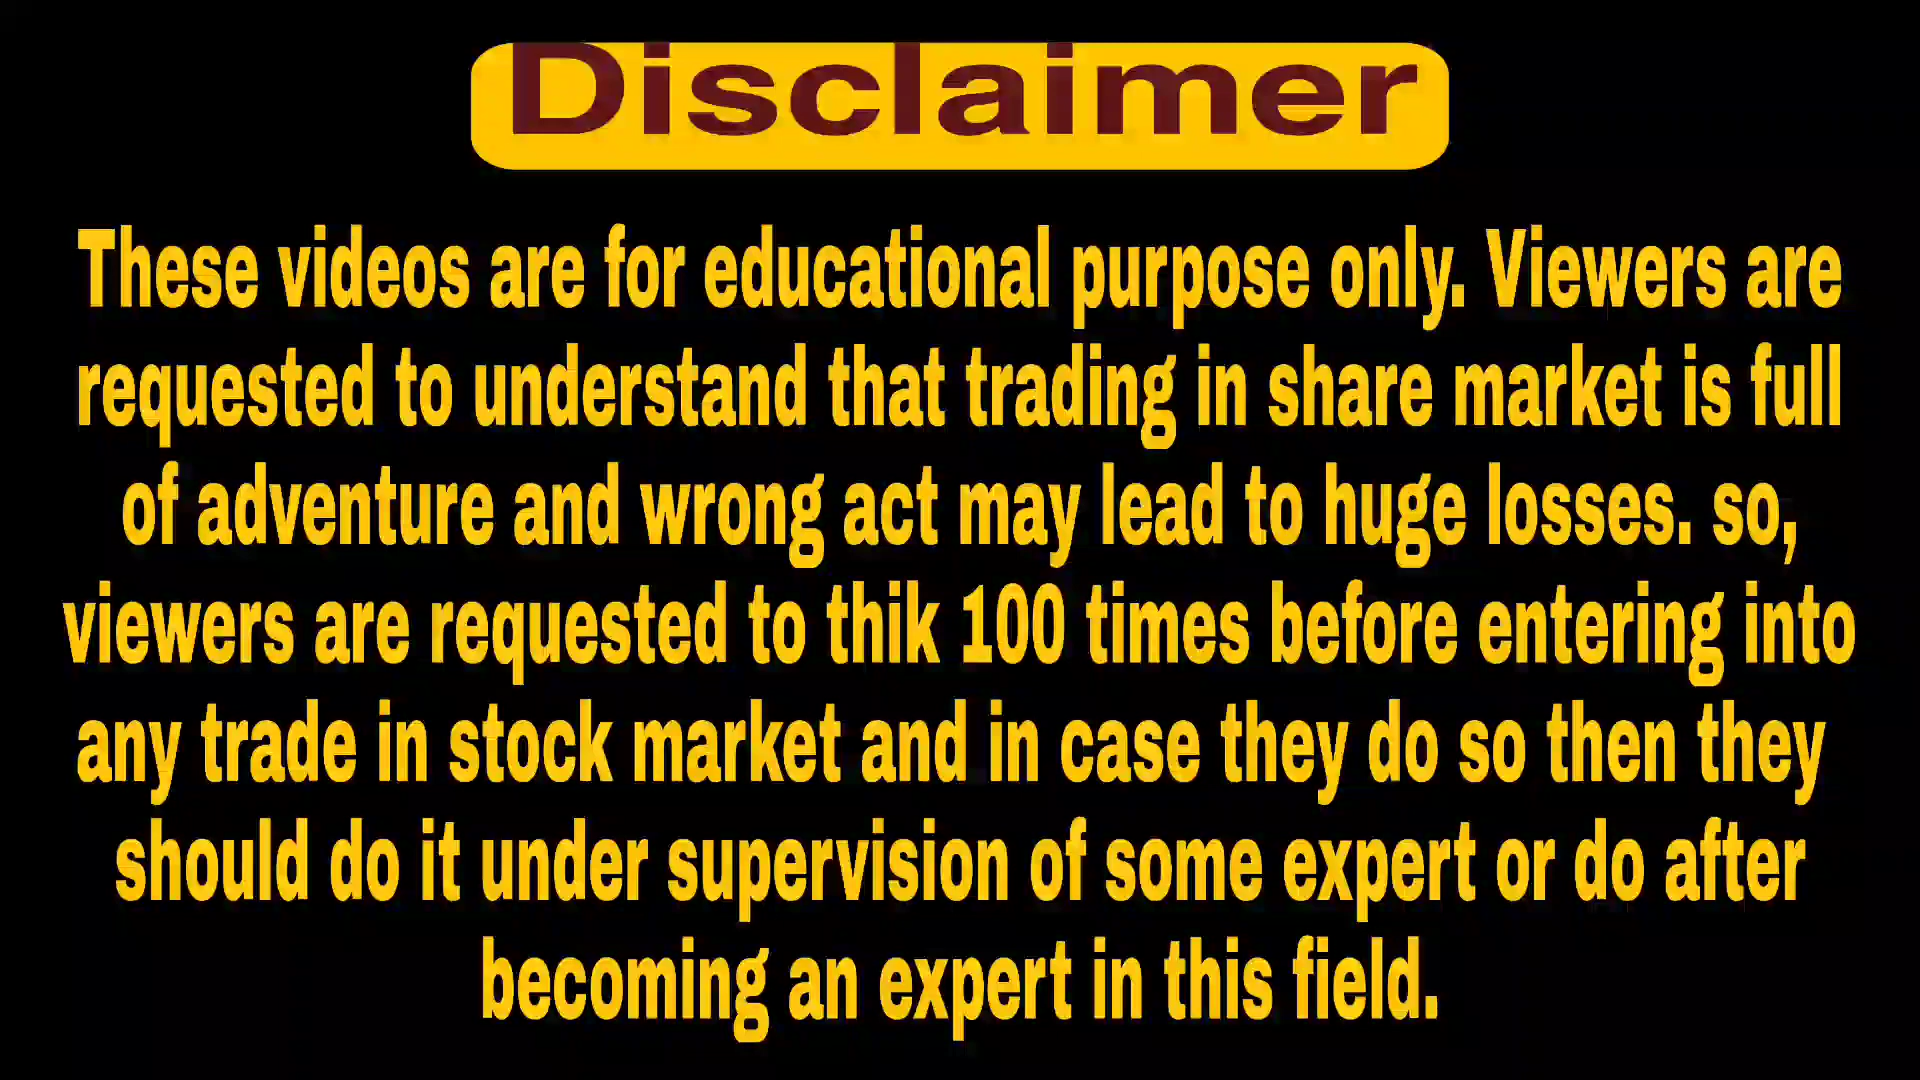 Disclaimer
These videos are for educational purpose only. Viewers are
requested to understand that trading in share market is full
of adventure and wrong act may lead to huge losses. so,
viewers are requested to thik 100 times before entering into
any trade in stock market and in case they do so then they
should do it under supervision of some expert or do after
becoming an expert in this field.